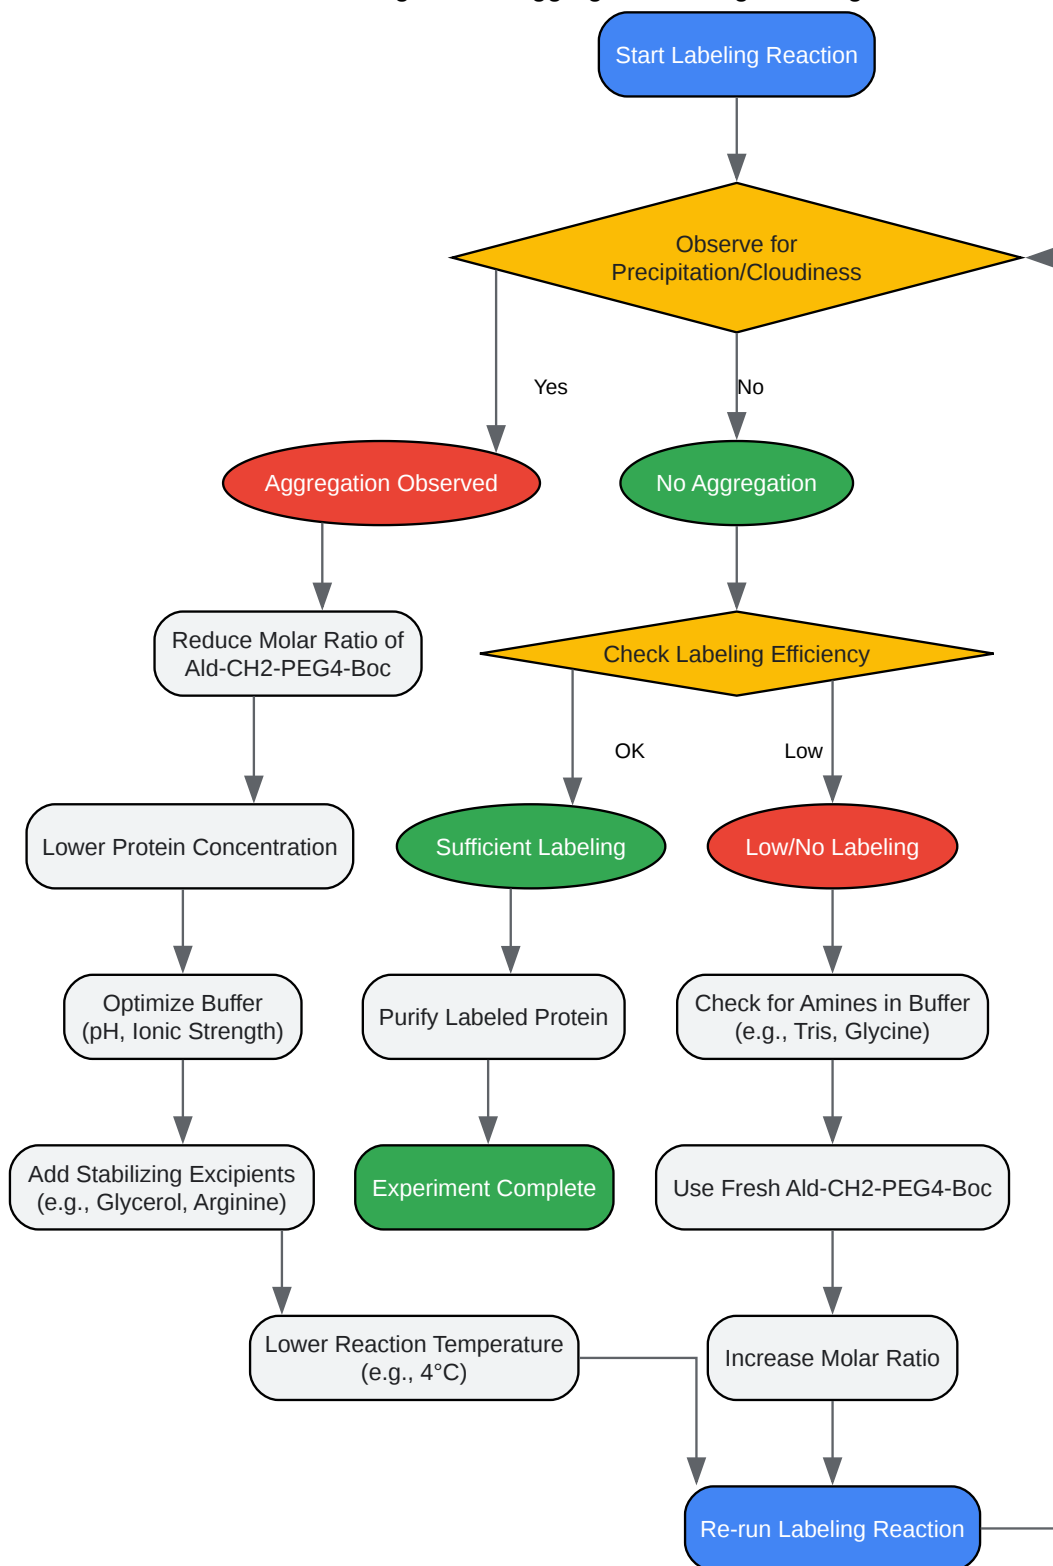 Start Labeling Reaction
Observe for
Precipitation/Cloudiness
Yes
No
Aggregation Observed
No Aggregation
Reduce Molar Ratio of
Ald-CH2-PEG4-Boc
Check Labeling Efficiency
OK
Low
Lower Protein Concentration
Sufficient Labeling
Low/No Labeling
Optimize Buffer
(pH, Ionic Strength)
Purify Labeled Protein
Check for Amines in Buffer
(e.g., Tris, Glycine)
Add Stabilizing Excipients
(e.g., Glycerol, Arginine)
Experiment Complete
Use Fresh Ald-CH2-PEG4-Boc
Lower Reaction Temperature
(e.g., 4°C)
Increase Molar Ratio
Re-run Labeling Reaction